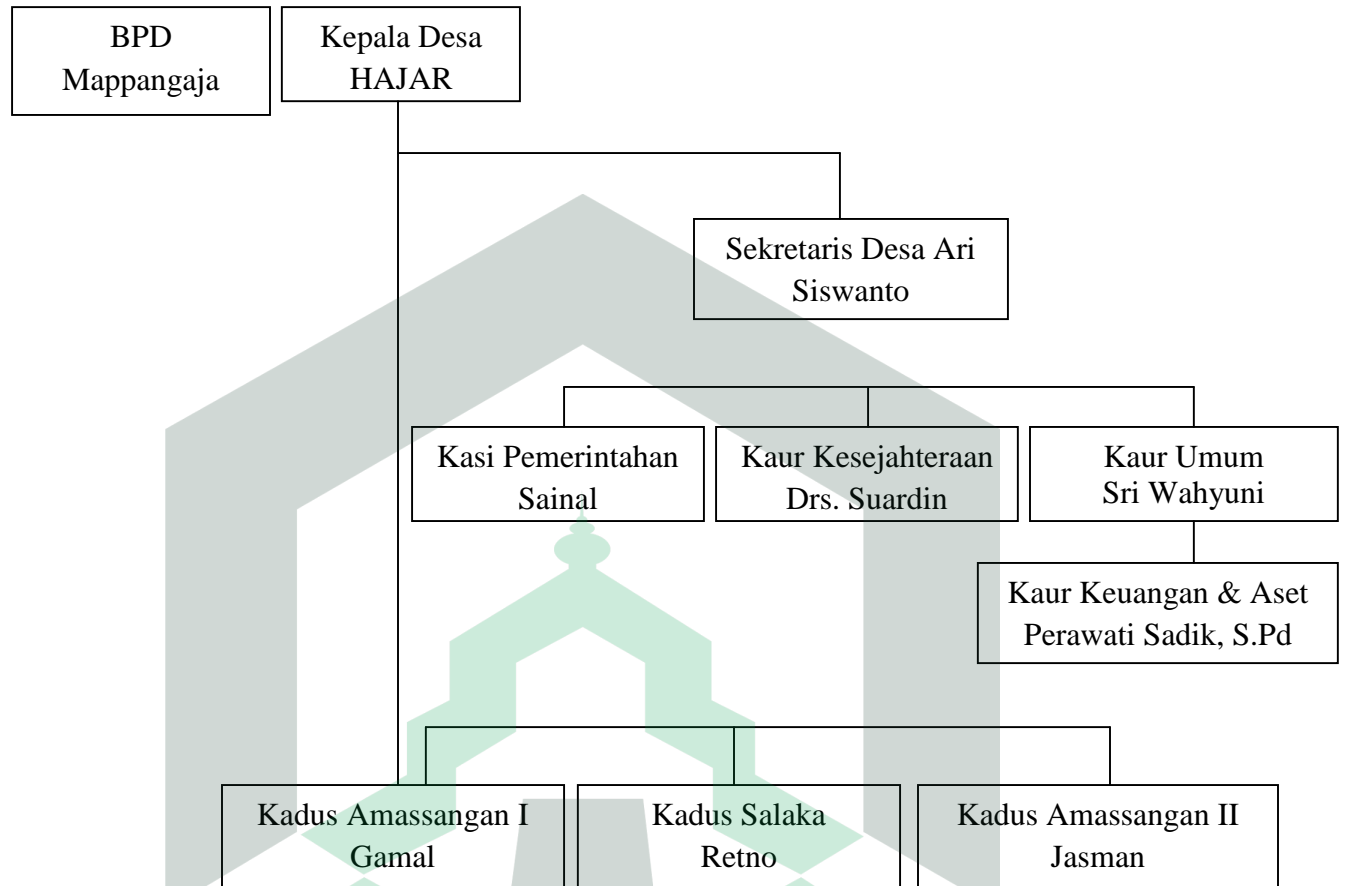 BPD
Mappangaja
Kepala Desa
HAJAR
Sekretaris Desa Ari
Siswanto
Kasi Pemerintahan
Sainal
Kaur Kesejahteraan
Drs. Suardin
Kaur Umum
Sri Wahyuni
Kaur Keuangan & Aset
Perawati Sadik, S.Pd
Kadus Amassangan I
Gamal
Kadus Salaka
Retno
Kadus Amassangan II
Jasman